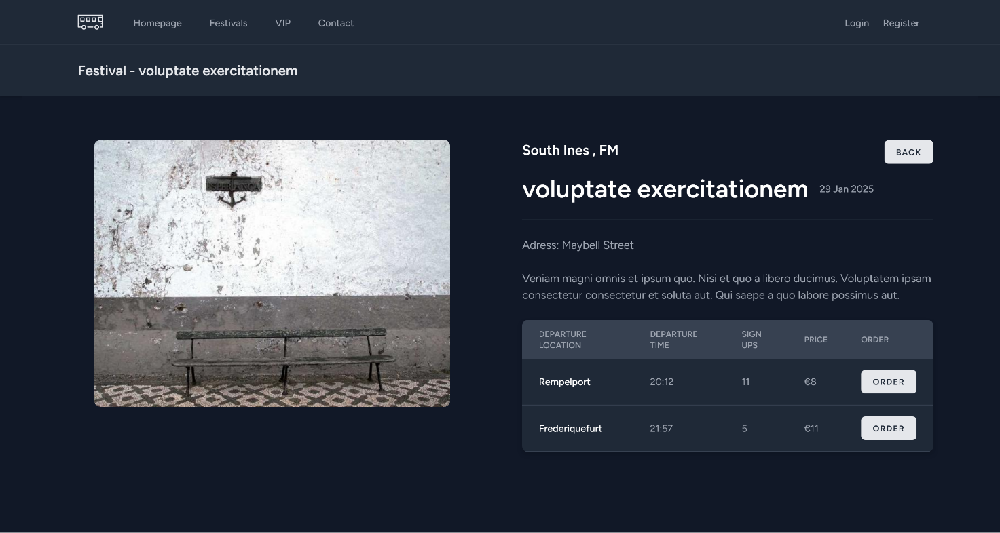 Homepage Festivals VIP Contact Login Register
Festival - voluptate exercitationem
South Ines , FM
BACK
voluptate exercitationem 29 Jan 2025
Adress: Maybell Street
Veniam magni omnis et ipsum quo. Nisi et quo a libero ducimus. Voluptatem ipsam
consectetur consectetur et soluta aut. Qui saepe a quo labore possimus aut.
DEPARTURE LOCATION DEPARTURE TIME SIGN UPS PRICE ORDER
Rempelport 20:12 11 €8 ORDER
Frederiquefurt 21:57 5 €11 ORDER